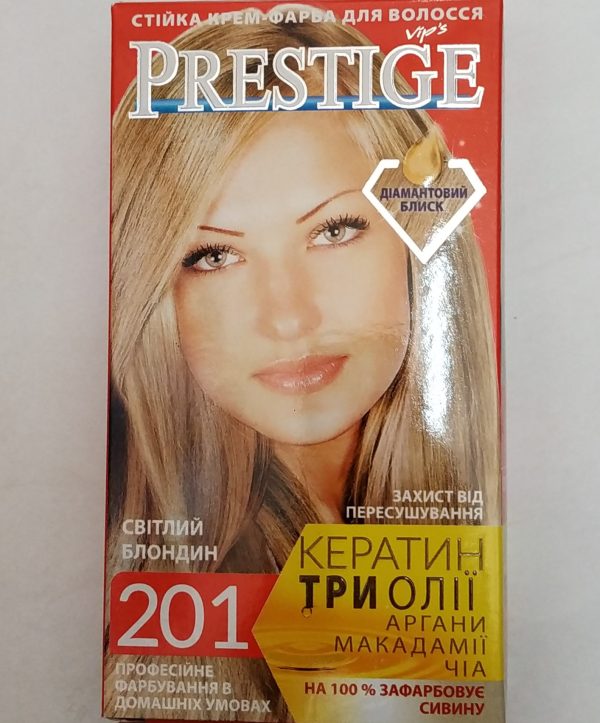 СТІЙКА КРЕМ-ФАРБА ДЛЯ ВОЛОССЯ
Vip's
PRESTIGE
ДІАМАНТОВИЙ
БЛИСК
ЗАХИСТ ВІД
ПЕРЕСУШУВАННЯ
СВІТЛИЙ
БЛОНДИН
КЕРАТИН
ТРИ ОЛІЇ
АРГАНИ
МАКАДАМІЇ
ЧІА
201
ПРОФЕСІЙНЕ
ФАРБУВАННЯ В
ДОМАШНІХ УМОВАХ
НА 100 % ЗАФАРБОВУЄ
СИВИНУ